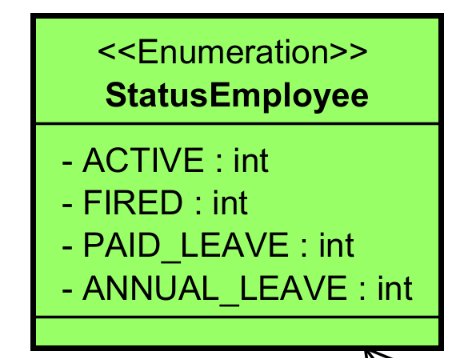 <<Enumeration>>
StatusEmployee
- ACTIVE : int
- FIRED : int
- PAID_LEAVE : int
- ANNUAL_LEAVE : int